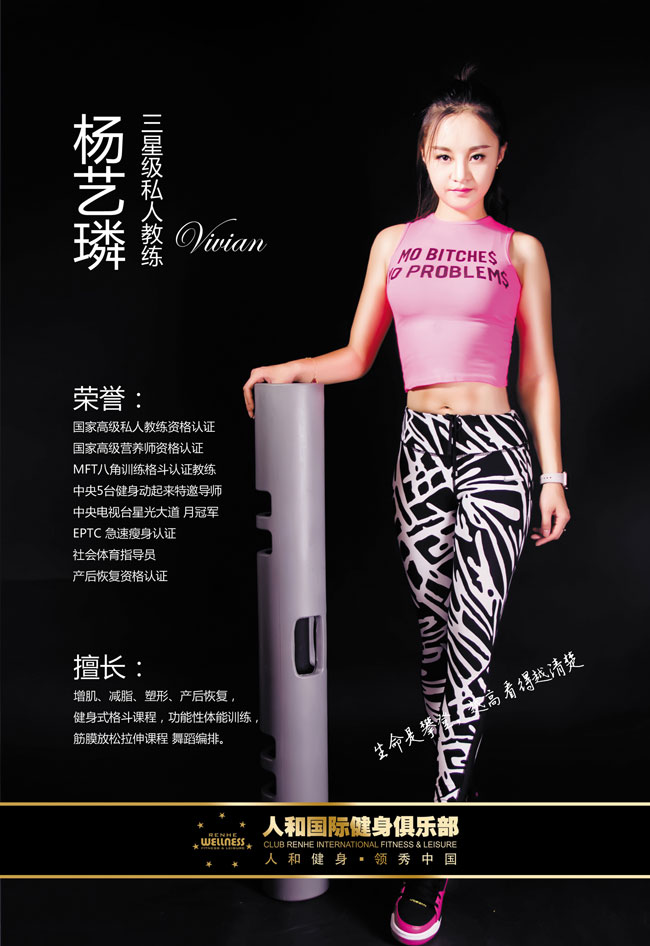 杨艺璘
三星级私人教练
Vivian
MO BITCHE$
O PROBLEM$
荣誉：
国家高级私人教练资格认证
国家高级营养师资格认证
MFT八角训练格斗认证教练
中央5台健身动起来特邀导师
中央电视台星光大道 月冠军
EPTC 急速瘦身认证
社会体育指导员
产后恢复资格认证
擅长：
增肌、减脂、塑形、产后恢复，
健身式格斗课程，功能性体能训练，
筋膜放松拉伸课程 舞蹈编排。
生命是攀 高看得越清楚
RENHE
WELLNESS
FITNESS & LEISURE
人和国际健身俱乐部
CLUB RENHE INTERNATIONAL FITNESS & LEISURE
人和健身·领秀中国